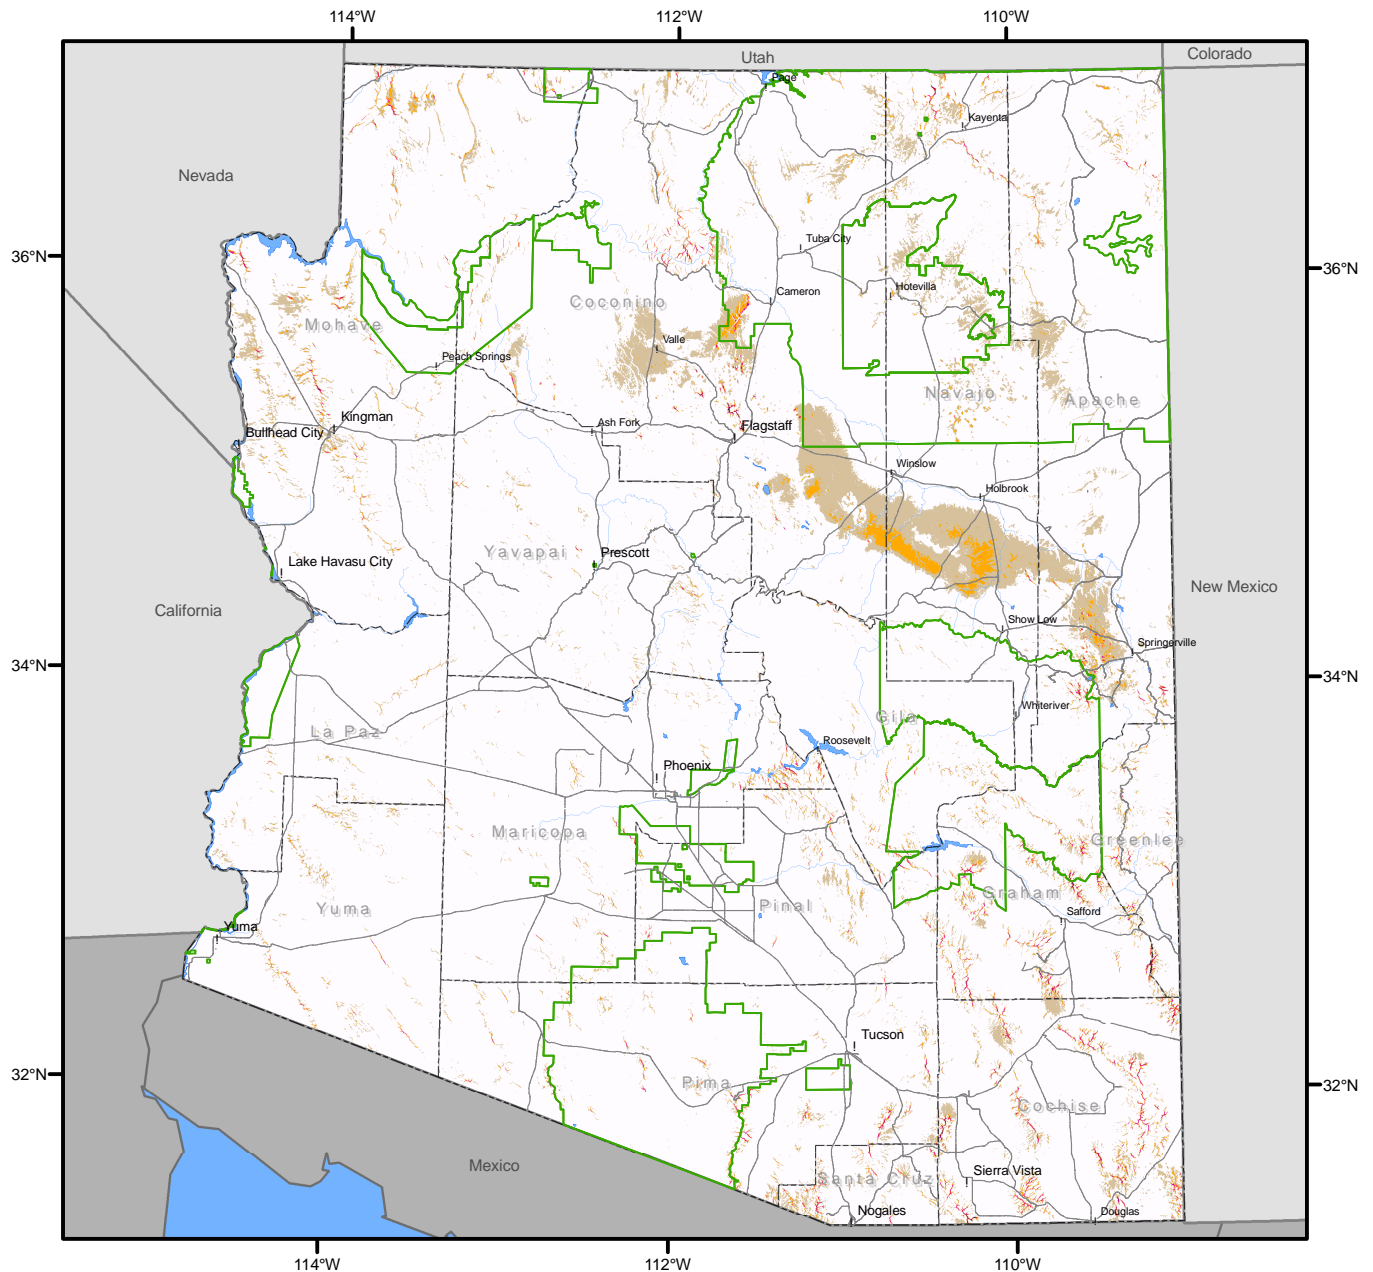 114°W
112°W
110°W
Utah
Colorado
Page
Kayenta
Nevada
Tuba City
36°N
36°N
Hotevilla
Cameron
Coconino
Mohave
Valle
Peach Springs
Navajo
Apache
Kingman
Ash Fork
Flagstaff
Bullhead City
Winslow
Holbrook
Yavapai
Prescott
Lake Havasu City
New Mexico
California
Show Low
Springerville
34°N
34°N
Whiteriver
Gila
La Paz
Roosevelt
Phoenix
Maricopa
Greenlee
Graham
Yuma
Pinal
Safford
Yuma
Tucson
32°N
32°N
Pima
Cochise
Mexico
Sierra Vista
Santa Cruz
Nogales
Douglas
114°W
112°W
110°W